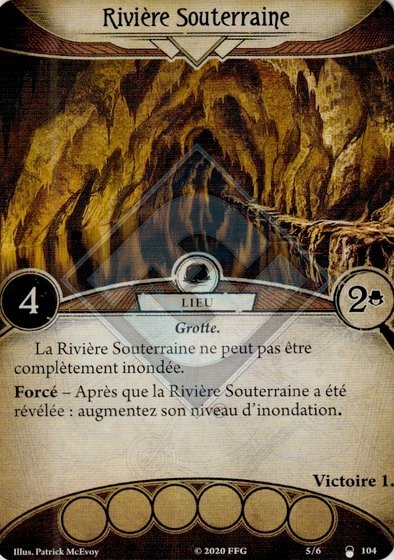 Rivière Souterraine
4
LIEU
2
Grotte.
La Rivière Souterraine ne peut pas être
complètement inondée.
Forcé – Après que la Rivière Souterraine a été
révélée : augmentez son niveau d'inondation.
Victoire 1.
Illus. Patrick McEvoy
© 2020 FFG
5/6
104